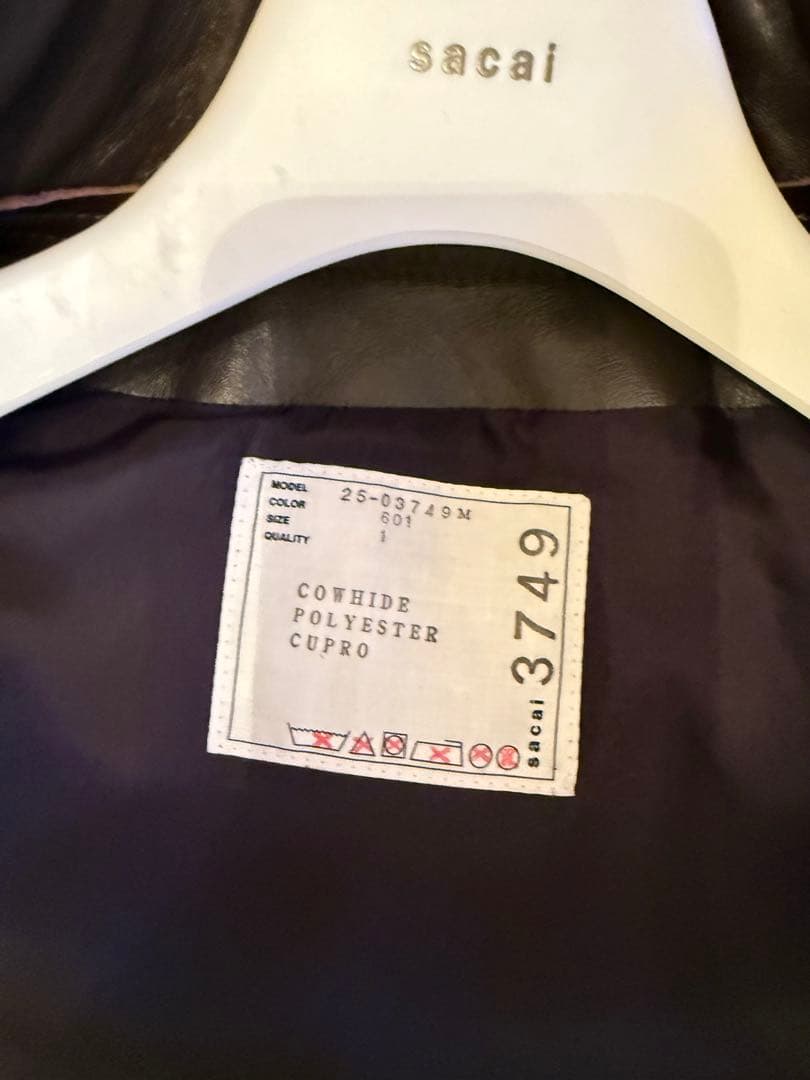 sacai
MODEL 25-03749M
COLOR 601
SIZE 1
QUALITY
COWHIDE
POLYESTER
CUPRO
sacai 3749